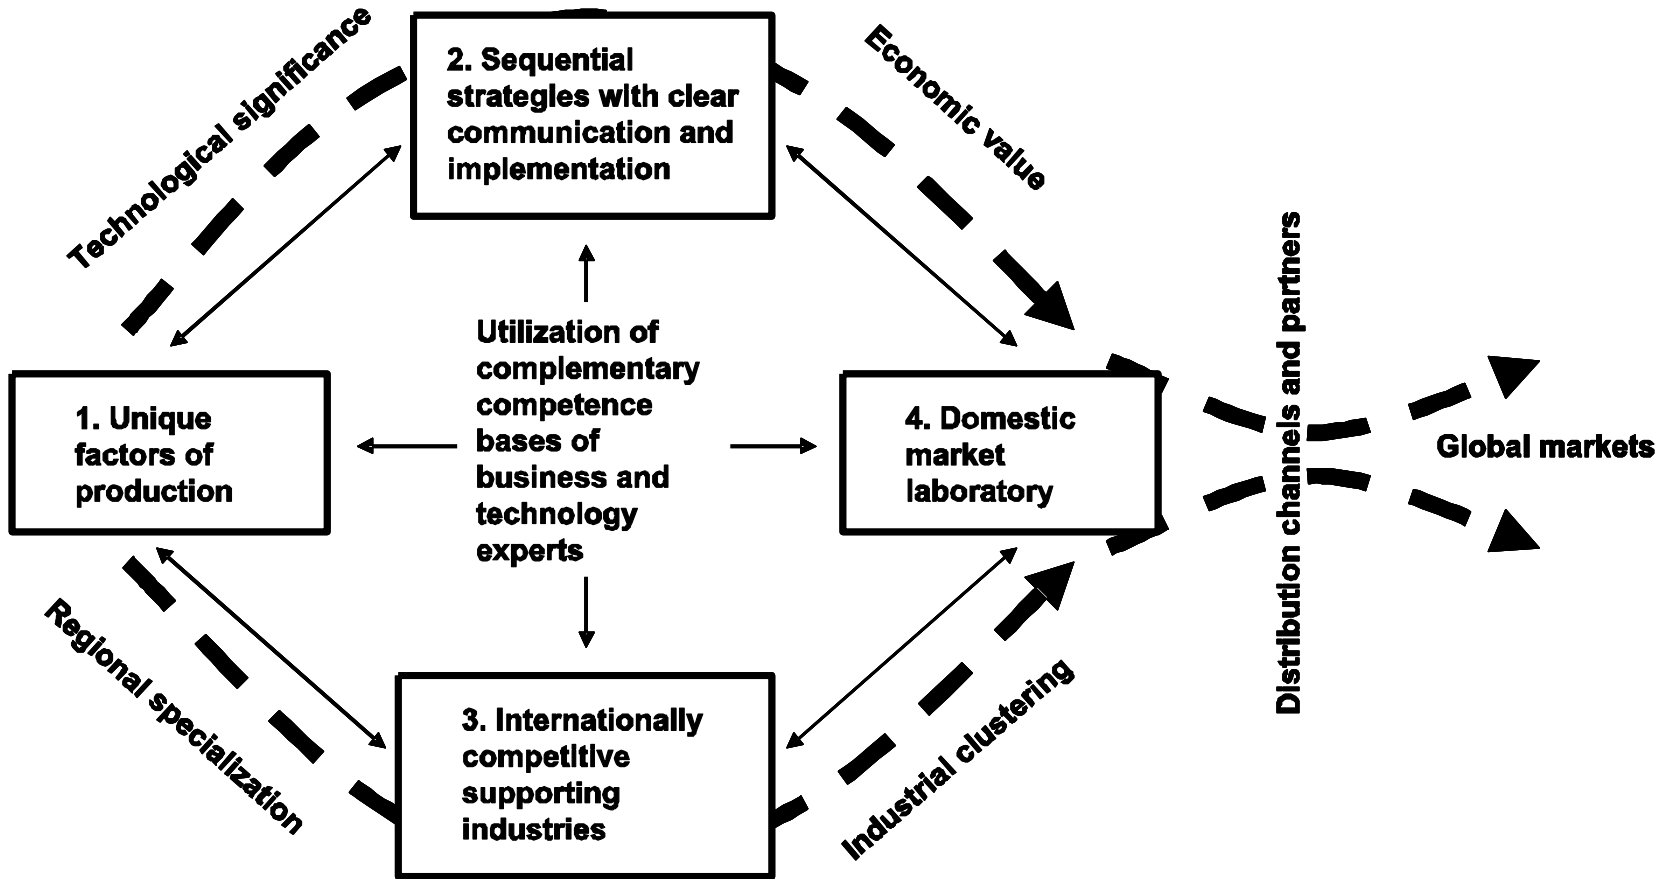 Technological significance
2. Sequential
strategles with clear
communication and
implementation
Economic value
Utilization of
complementary
competence
bases of
business and
technology
experts
1. Unique
factors of
production
4. Domestic
market
laboratory
Distribution channels and partners
Global markets
Regional specialization
3. Internationally
competitive
supporting
industries
Industrial clustering